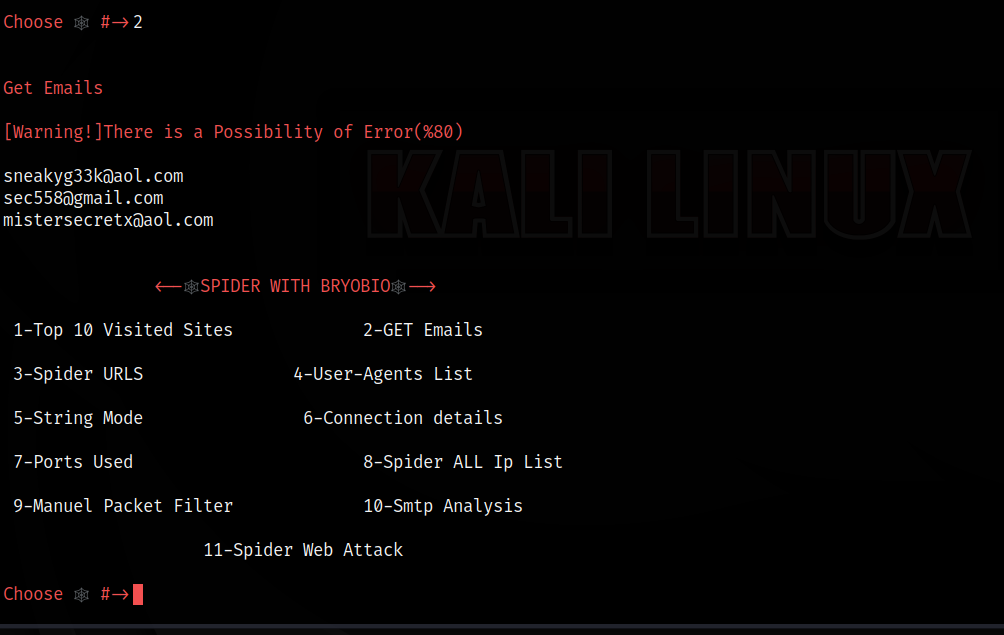 Choose 🕸 #→2
Get Emails
[Warning!]There is a Possibility of Error(%80)
sneakyg33k@aol.com
sec558@gmail.com
mistersecretx@aol.com
KALI LINUX
<--🕸SPIDER WITH BRYOBIO🕸-->
1-Top 10 Visited Sites 2-GET Emails
3-Spider URLS 4-User-Agents List
5-String Mode 6-Connection details
7-Ports Used 8-Spider ALL Ip List
9-Manuel Packet Filter 10-Smtp Analysis
11-Spider Web Attack
Choose 🕸 #→